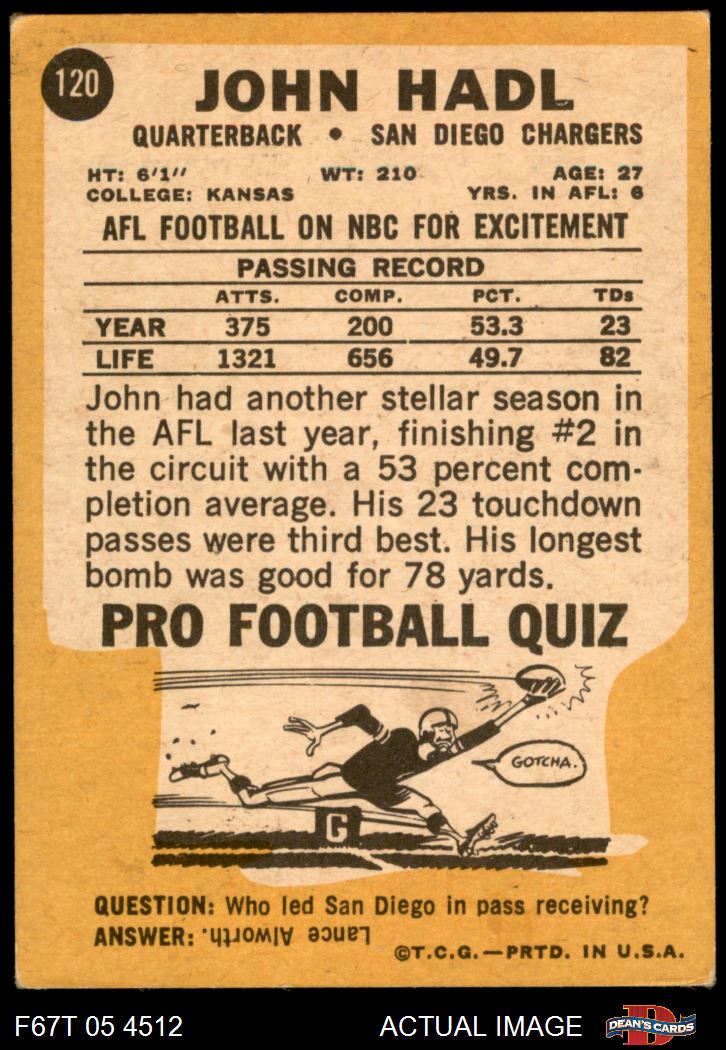 120
JOHN HADL
QUARTERBACK • SAN DIEGO CHARGERS
HT: 6'1" WT: 210 AGE: 27
COLLEGE: KANSAS YRS. IN AFL: 6
AFL FOOTBALL ON NBC FOR EXCITEMENT
PASSING RECORD
ATTS. COMP. PCT. TDs
YEAR 375 200 53.3 23
LIFE 1321 656 49.7 82
John had another stellar season in
the AFL last year, finishing #2 in
the circuit with a 53 percent com-
pletion average. His 23 touchdown
passes were third best. His longest
bomb was good for 78 yards.
PRO FOOTBALL QUIZ
GOTCHA.
G
QUESTION: Who led San Diego in pass receiving?
ANSWER: Lance Alworth.
©T.C.G.—PRTD. IN U.S.A.
F67T 05 4512 ACTUAL IMAGE D DEAN'S CARDS